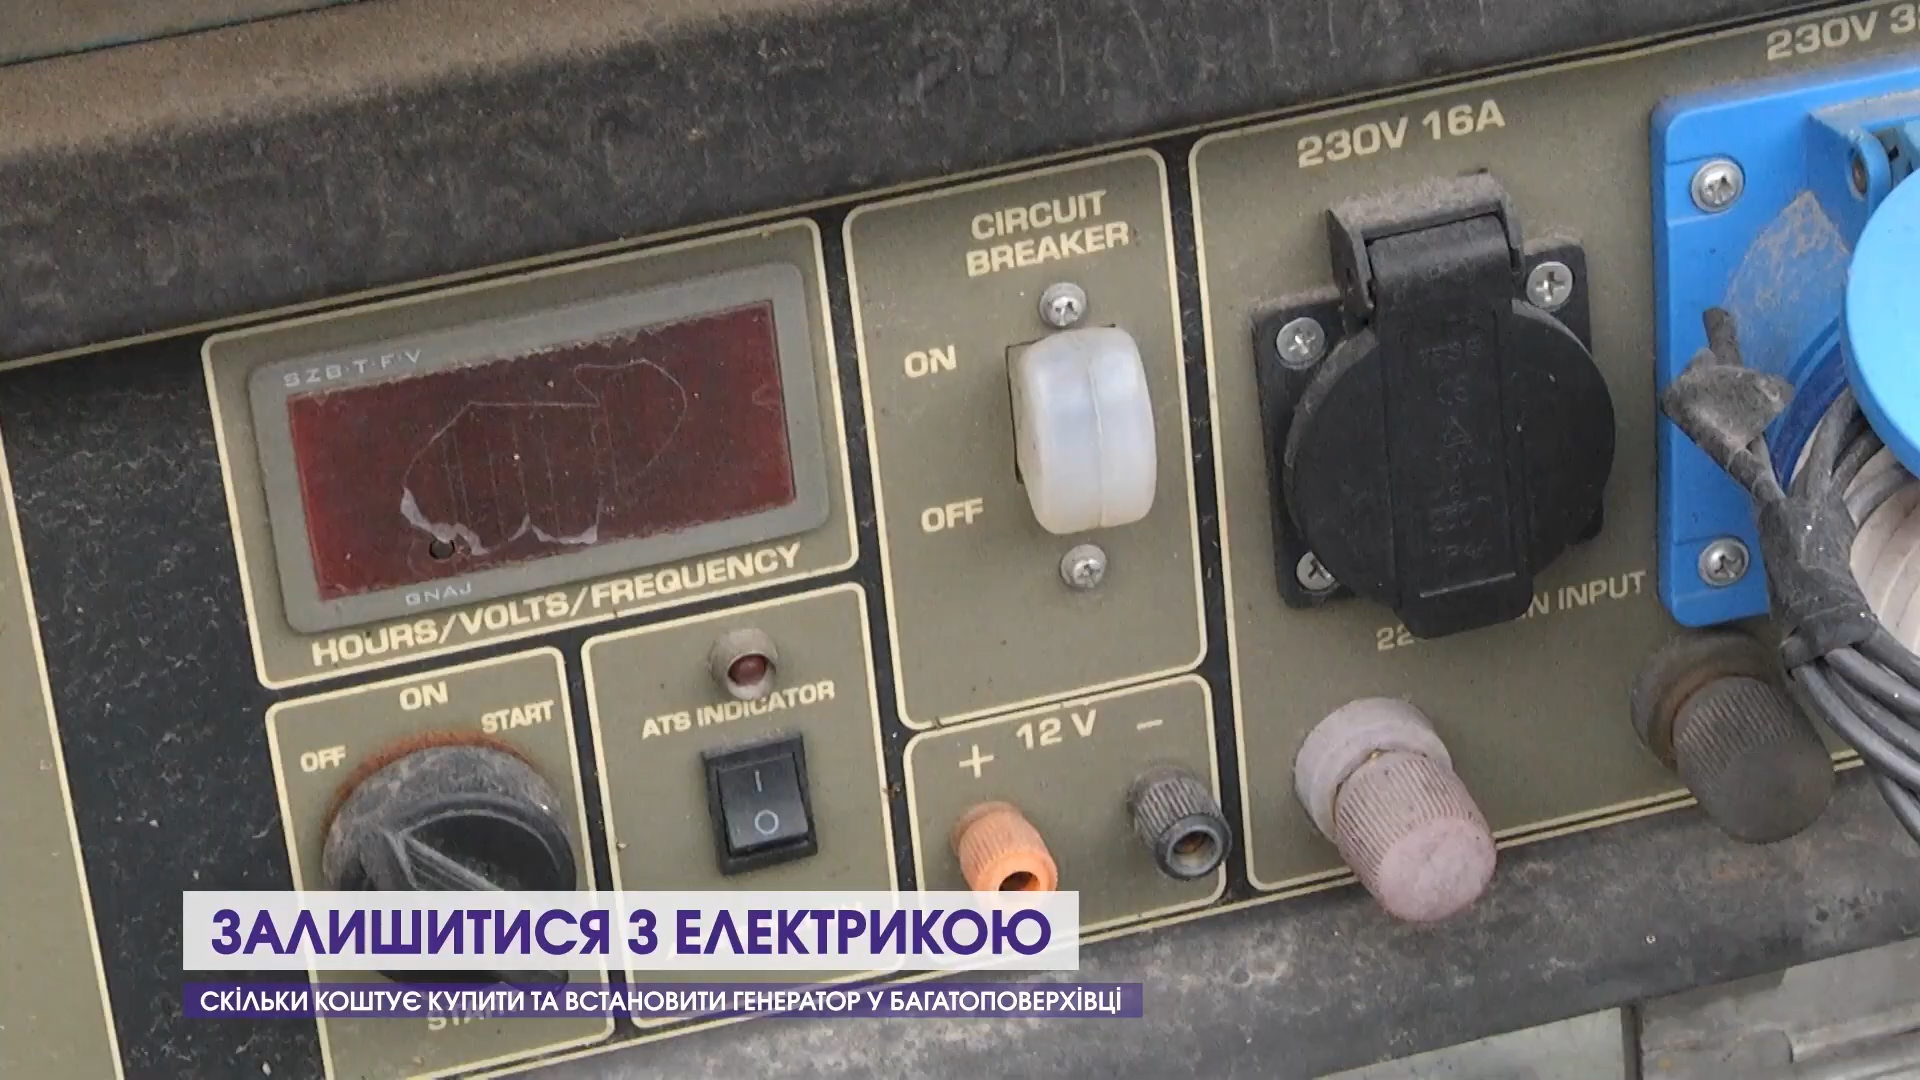 230V
230V 16A
CIRCUIT
BREAKER
ON
OFF
SZB·T·F·V
GNAJ
HOURS/VOLTS/FREQUENCY
ON
START
OFF
ATS INDICATOR
I
O
+ 12 V -
INPUT
ЗАЛИШИТИСЯ З ЕЛЕКТРИКОЮ
СКІЛЬКИ КОШТУЄ КУПИТИ ТА ВСТАНОВИТИ ГЕНЕРАТОР У БАГАТОПОВЕРХІВЦІ